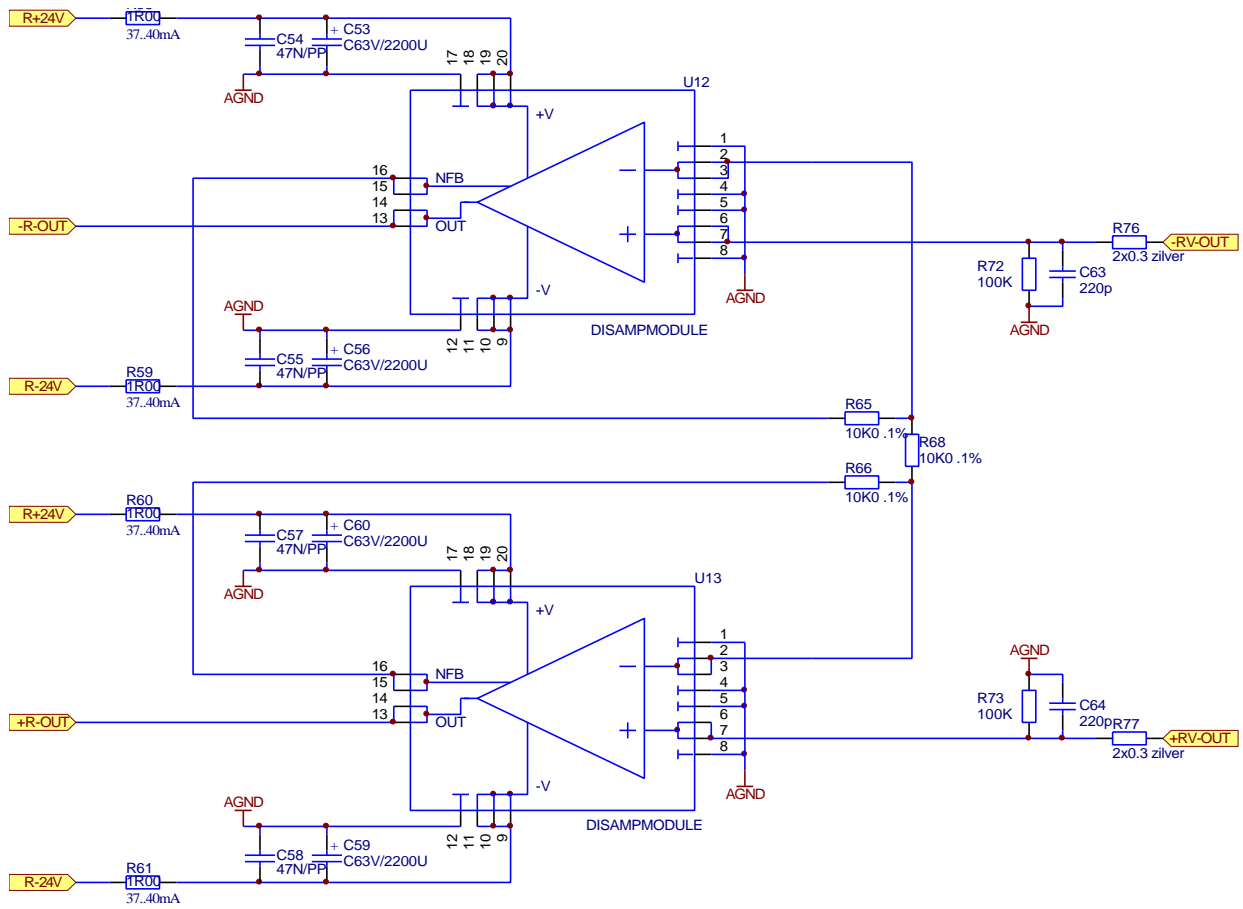 R+24V
1R00
37..40mA
C54
47N/PP
+ C53
C63V/2200U
AGND
17
18
19
20
U12
+V
1
2
3
4
5
6
7
8
16
15
14
13
NFB
OUT
-R-OUT
-V
AGND
DISAMPMODULE
AGND
12
11
10
9
C55
47N/PP
+ C56
C63V/2200U
R-24V
R59
1R00
37..40mA
R72
100K
C63
220p
AGND
R76
2x0.3 zilver
-RV-OUT
R65
10K0 .1%
R68
10K0 .1%
R66
10K0 .1%
R+24V
R60
1R00
37..40mA
C57
47N/PP
+ C60
C63V/2200U
AGND
17
18
19
20
U13
+V
1
2
3
4
5
6
7
8
16
15
14
13
NFB
OUT
+R-OUT
-V
AGND
DISAMPMODULE
AGND
12
11
10
9
C58
47N/PP
+ C59
C63V/2200U
R-24V
R61
1R00
37..40mA
AGND
R73
100K
C64
220p
R77
2x0.3 zilver
+RV-OUT